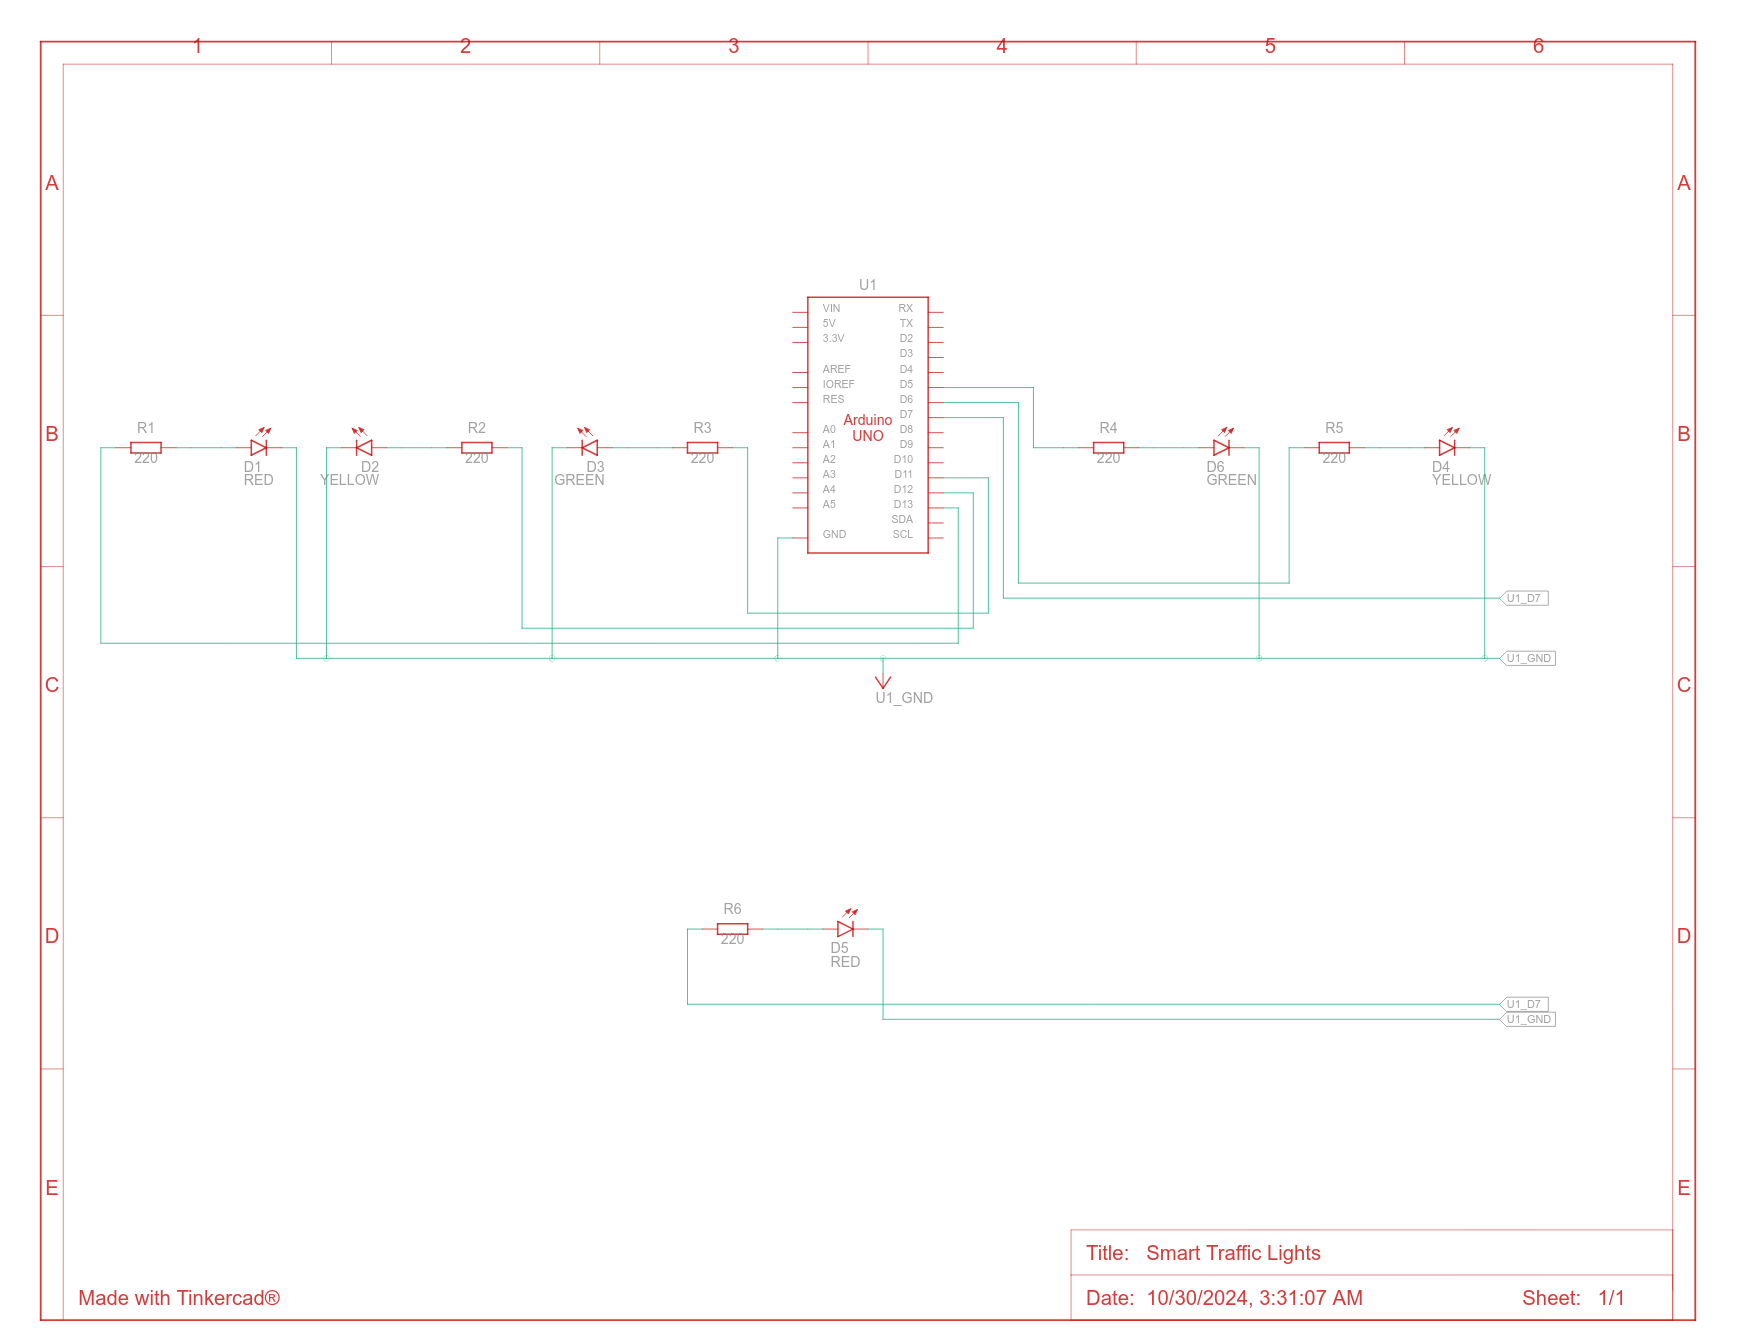 1 2 3 4 5 6
A A
U1
VIN RX
5V TX
3.3V D2
D3
AREF D4
IOREF D5
RES D6
D7
Arduino
UNO
A0 D8
A1 D9
A2 D10
A3 D11
A4 D12
A5 D13
SDA
GND SCL
B B
R1
220
D1
RED
D2
YELLOW
R2
220
D3
GREEN
R3
220
R4
220
D6
GREEN
R5
220
D4
YELLOW
U1_D7
U1_GND
C C
U1_GND
R6
220
D5
RED
D D
U1_D7
U1_GND
E E
Title: Smart Traffic Lights
Made with Tinkercad®
Date: 10/30/2024, 3:31:07 AM Sheet: 1/1